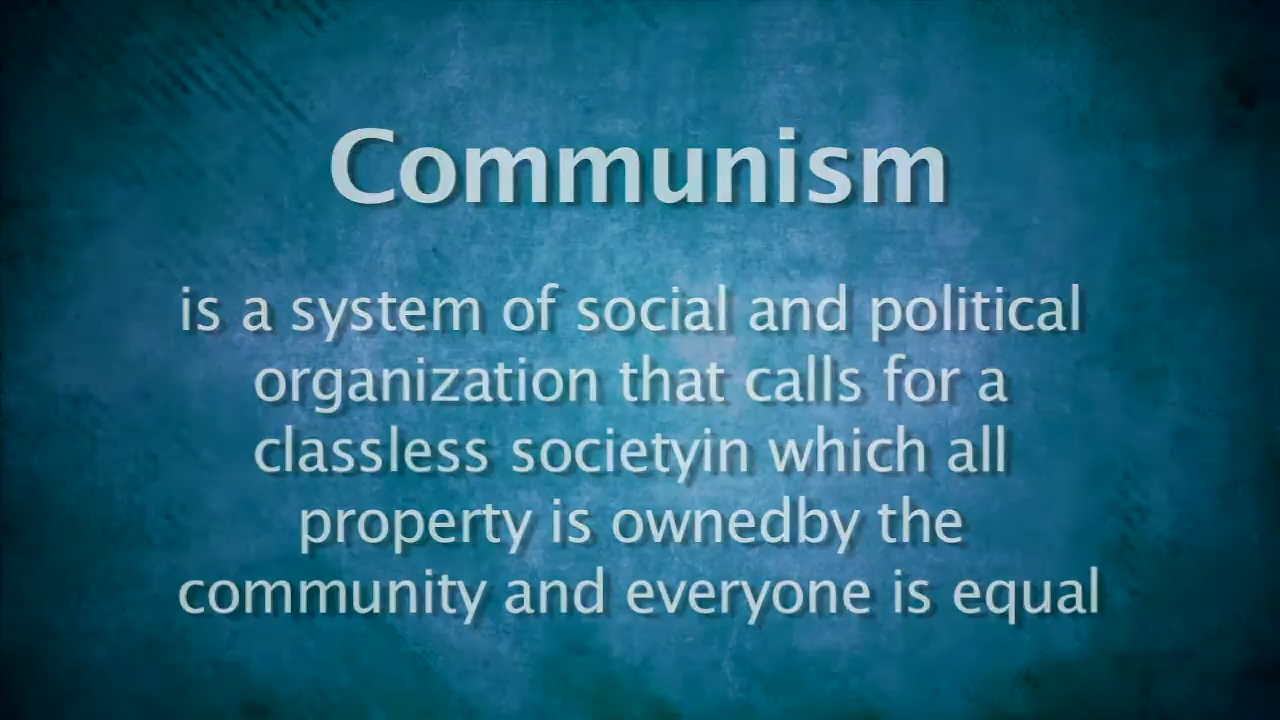 Communism
is a system of social and political
organization that calls for a
classless societyin which all
property is ownedby the
community and everyone is equal